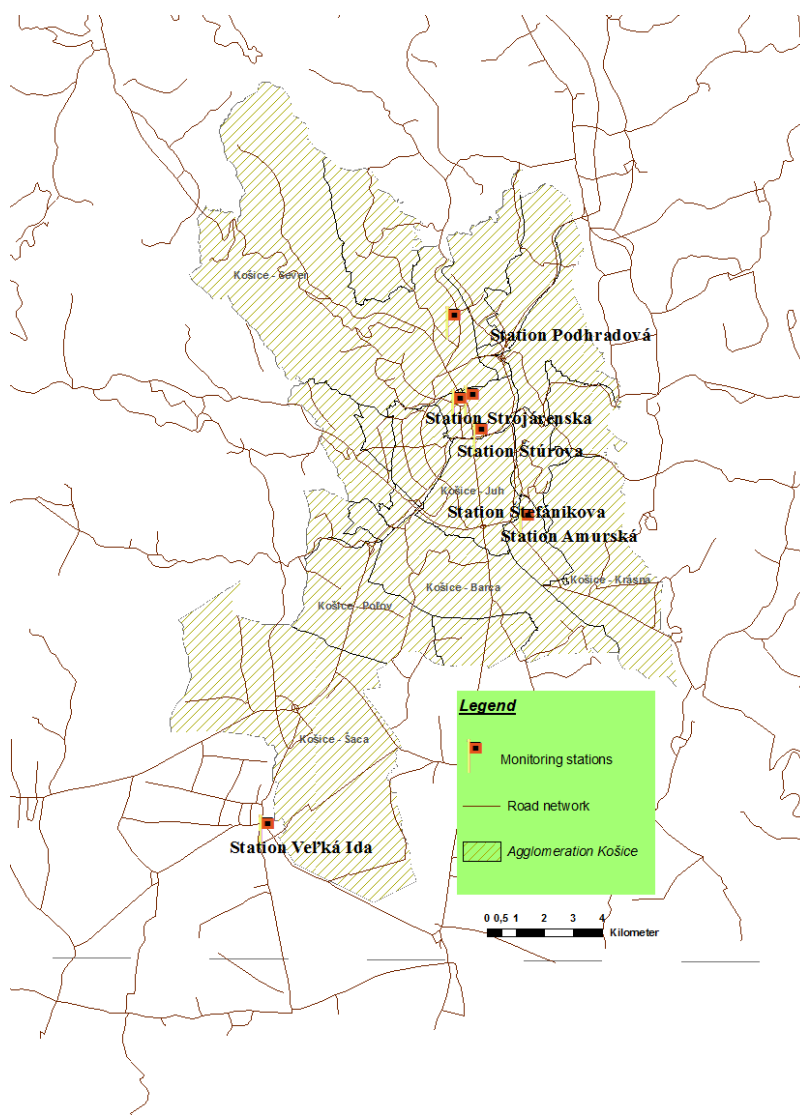 Košice - Sever
Station Podhradová
Station Strojárenska
Station Štúrova
Košice - Juh
Station Štefánikova
Station Amurská
Košice - Krásna
Košice - Barca
Košice - Poľov
Legend
Košice - Šaca
Monitoring stations
Road network
Station Veľká Ida
Agglomeration Košice
0 0,5 1 2 3 4
Kilometer